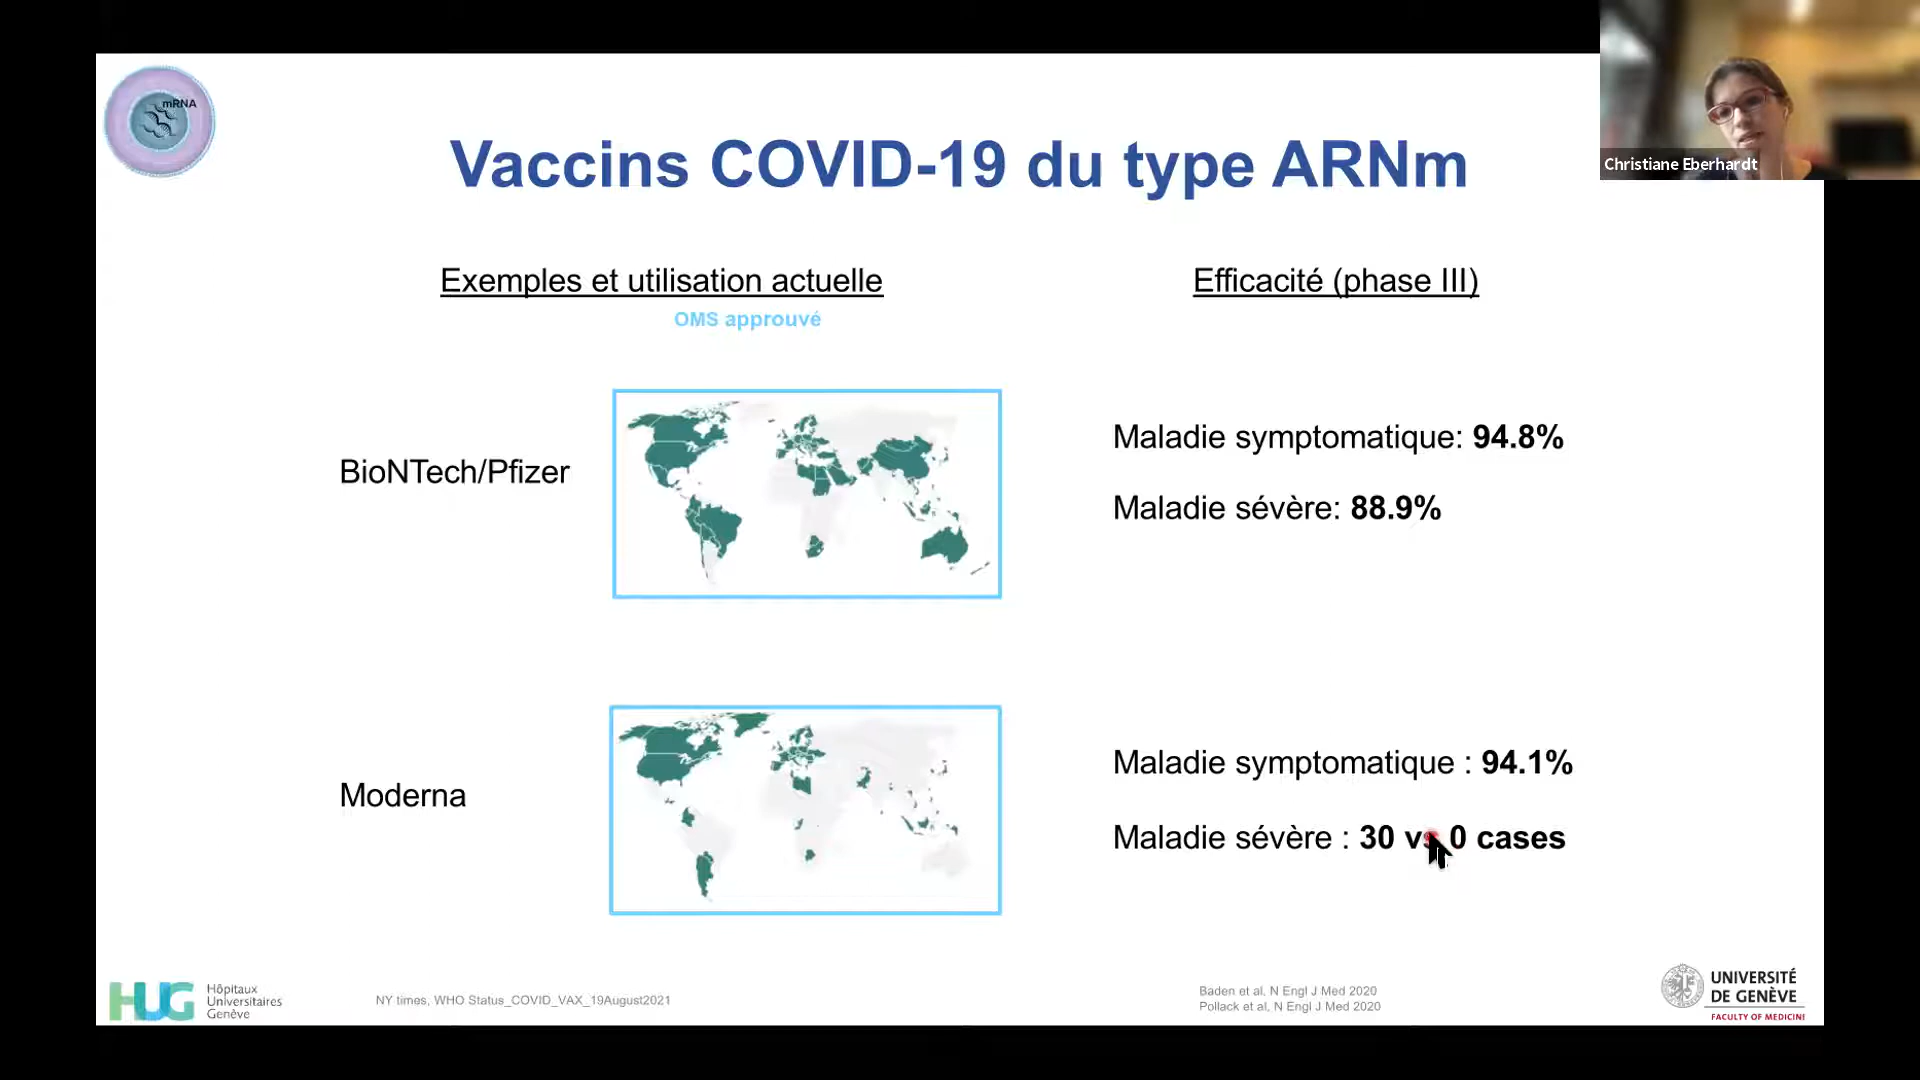 mRNA
Vaccins COVID-19 du type ARNm
Christiane Eberhardt
Exemples et utilisation actuelle
OMS approuvé
Efficacité (phase III)
BioNTech/Pfizer
Maladie symptomatique: 94.8%
Maladie sévère: 88.9%
Moderna
Maladie symptomatique : 94.1%
Maladie sévère : 30 vs 0 cases
HUG
Hôpitaux
Universitaires
Genève
NY times, WHO Status_COVID_VAX_19August2021
Baden et al, N Engl J Med 2020
Pollack et al, N Engl J Med 2020
UNIVERSITÉ
DE GENÈVE
FACULTY OF MEDICINE